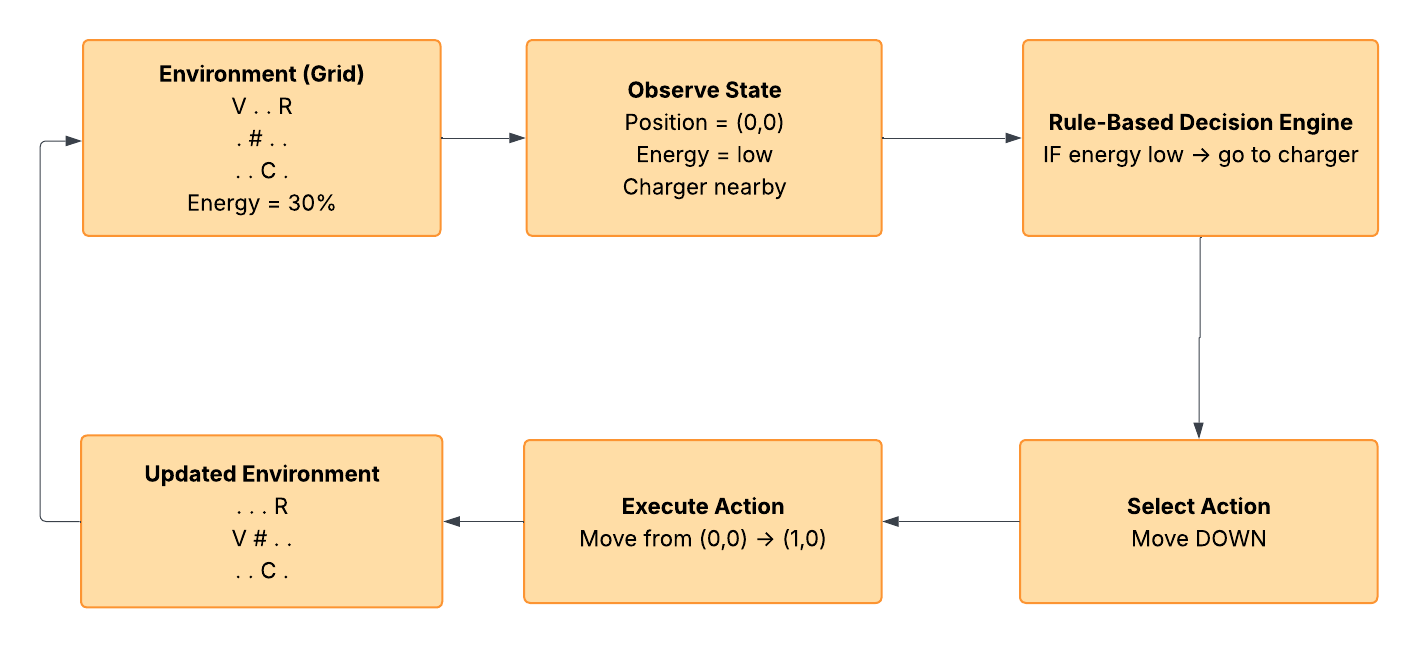 Environment (Grid)
V . . R
. # . .
. . C .
Energy = 30%
Observe State
Position = (0,0)
Energy = low
Charger nearby
Rule-Based Decision Engine
IF energy low → go to charger
Select Action
Move DOWN
Execute Action
Move from (0,0) → (1,0)
Updated Environment
. . . R
V # . .
. . C .